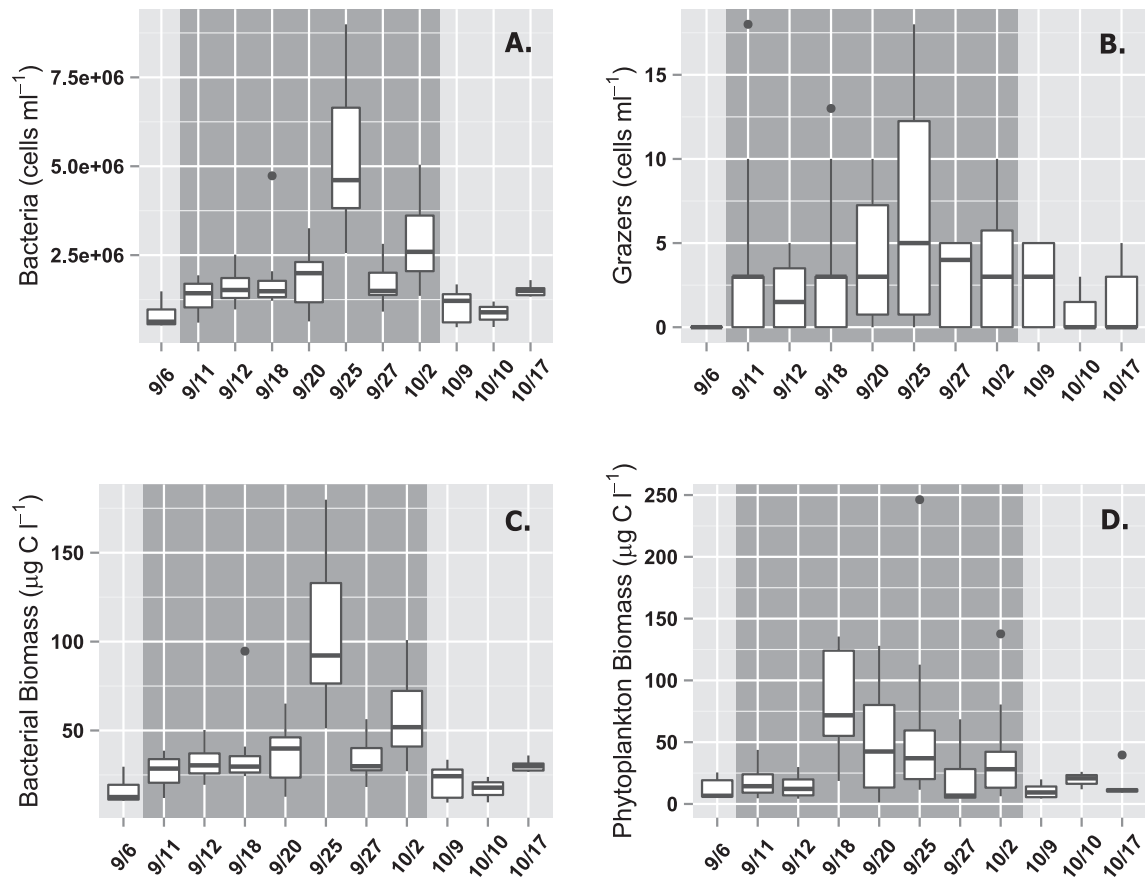 A.
Bacteria (cells ml⁻¹)
7.5e+06
5.0e+06
2.5e+06
9/6 9/11 9/12 9/18 9/20 9/25 9/27 10/2 10/9 10/10 10/17
B.
Grazers (cells ml⁻¹)
15
10
5
0
9/6 9/11 9/12 9/18 9/20 9/25 9/27 10/2 10/9 10/10 10/17
C.
Bacterial Biomass (µg C l⁻¹)
150
100
50
9/6 9/11 9/12 9/18 9/20 9/25 9/27 10/2 10/9 10/10 10/17
D.
Phytoplankton Biomass (µg C l⁻¹)
250
200
150
100
50
0
9/6 9/11 9/12 9/18 9/20 9/25 9/27 10/2 10/9 10/10 10/17